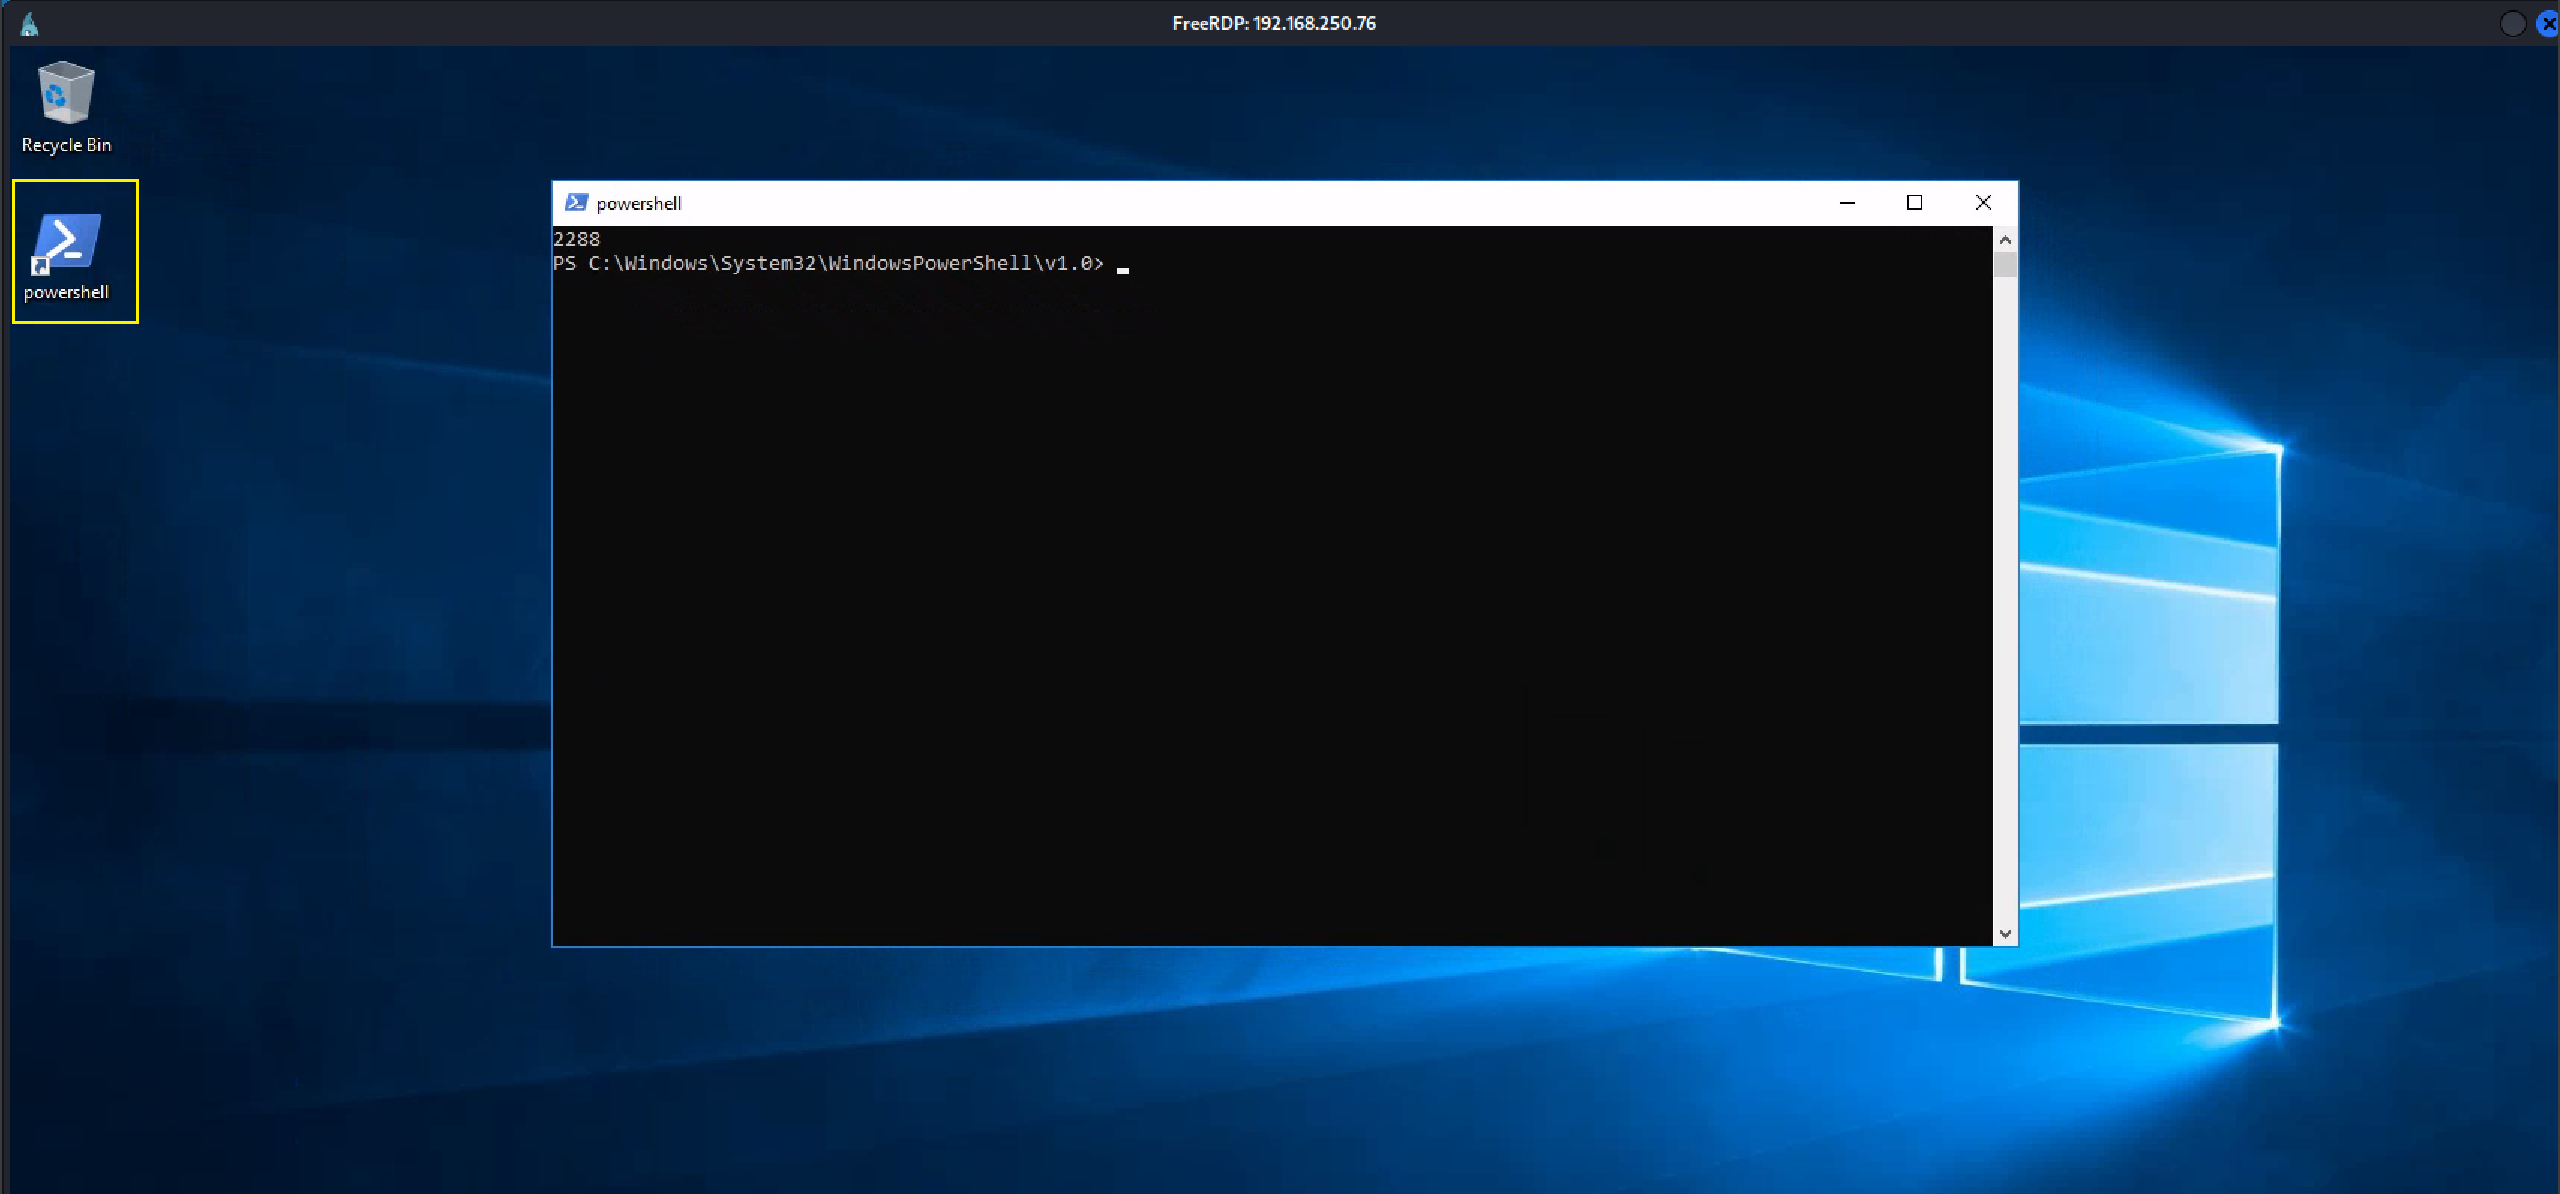 FreeRDP: 192.168.250.76
Recycle Bin
powershell
powershell
2288
PS C:\Windows\System32\WindowsPowerShell\v1.0>